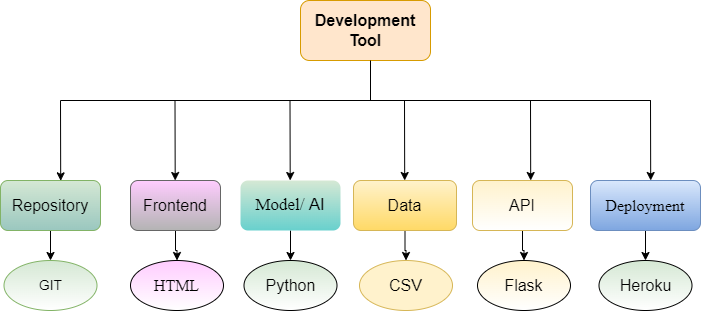 Development
Tool
Repository
Frontend
Model/ AI
Data
API
Deployment
GIT
HTML
Python
CSV
Flask
Heroku